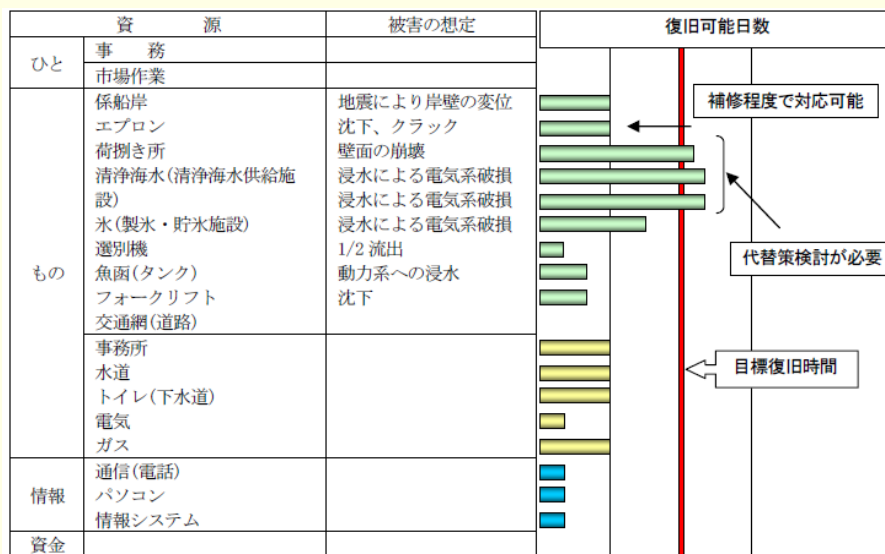 資　　源 被害の想定 復旧可能日数
ひと 事　務
市場作業
もの 係船岸 地震により岸壁の変位
エプロン 沈下、クラック
荷捌き所 壁面の崩壊
清浄海水(清浄海水供給施 浸水による電気系破損
設) 浸水による電気系破損
氷(製氷・貯氷施設) 浸水による電気系破損
選別機 1/2 流出
魚函(タンク) 動力系への浸水
フォークリフト 沈下
交通網(道路)
補修程度で対応可能
代替策検討が必要
事務所
水道
トイレ(下水道)
電気
ガス
目標復旧時間
情報 通信(電話)
パソコン
情報システム
資金